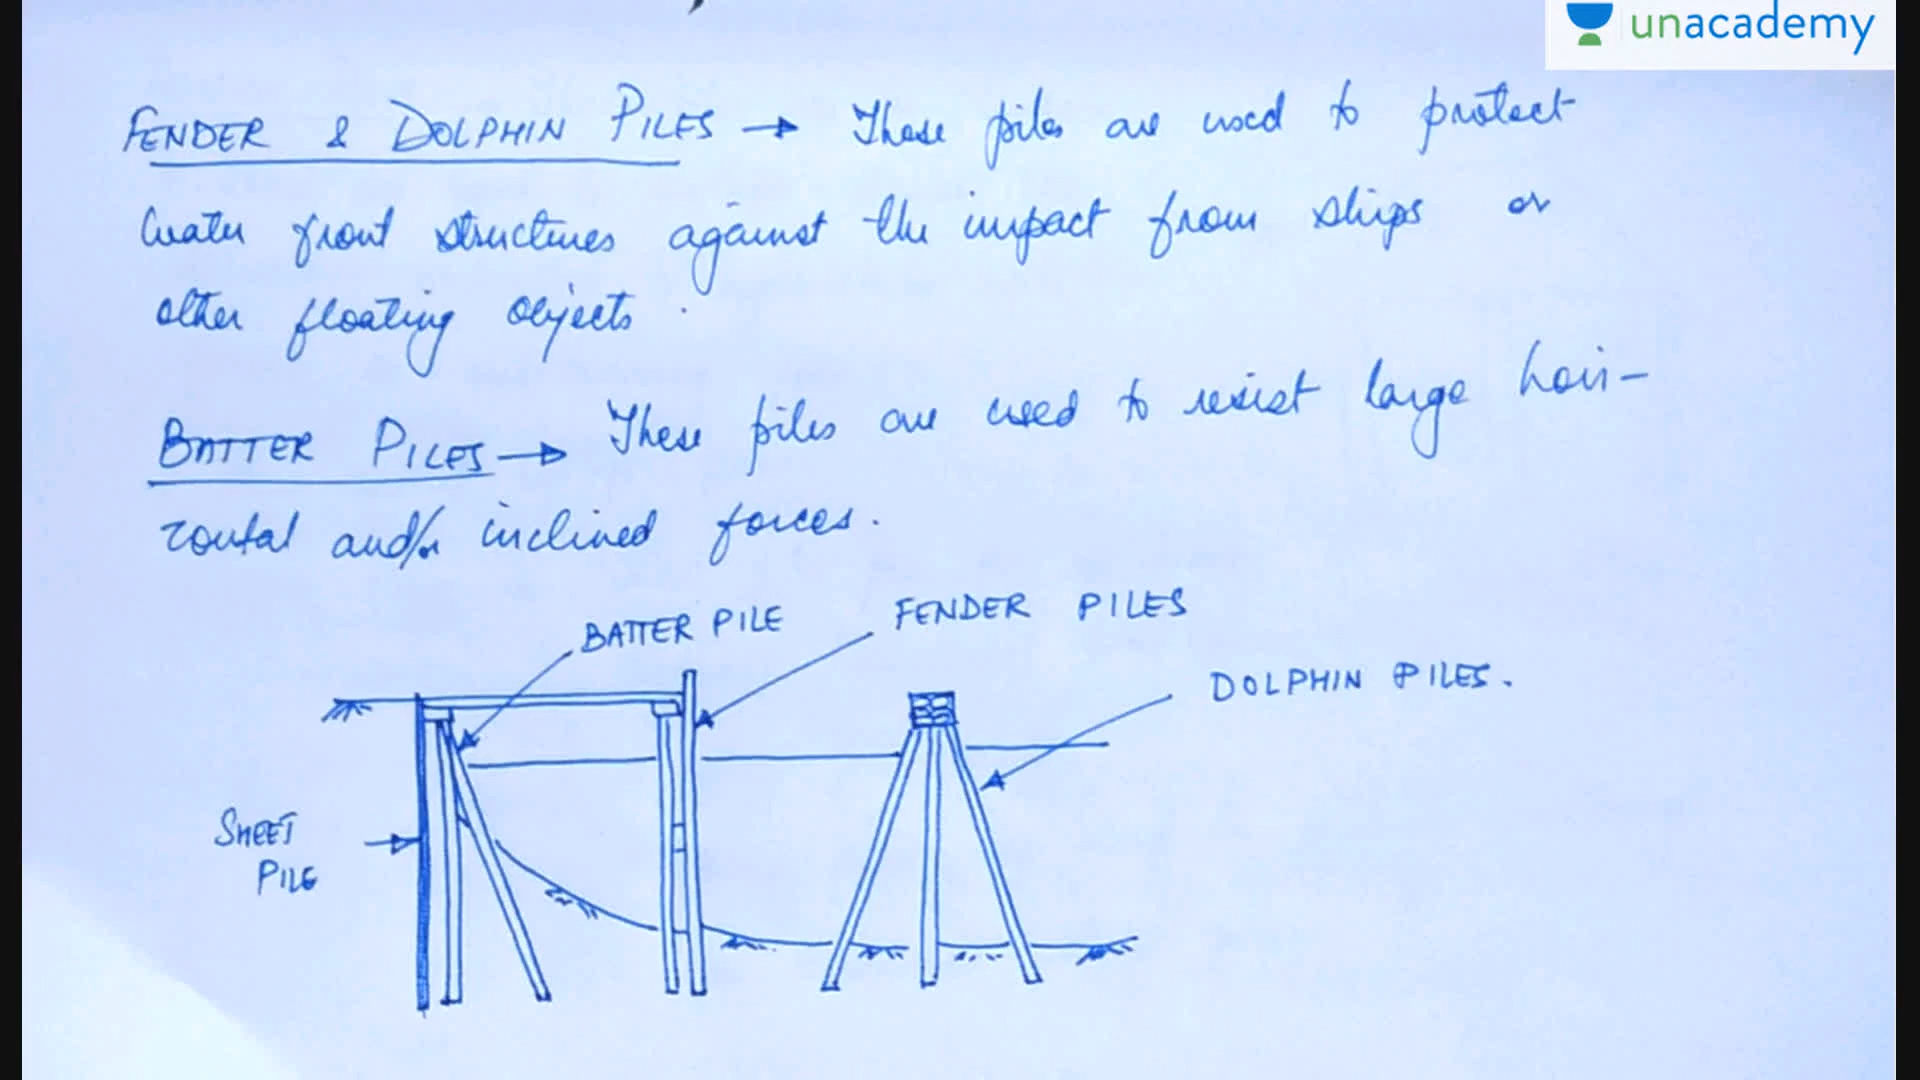 unacademy
FENDER & DOLPHIN PILES → These piles are used to protect
water front structures against the impact from ships or
other floating objects.
BATTER PILES → These piles are used to resist large hori-
zontal and/or inclined forces.
BATTER PILE
FENDER PILES
DOLPHIN PILES.
SHEET
PILE